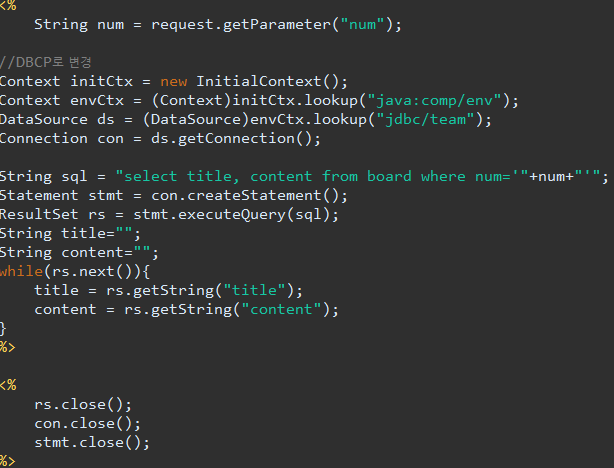 <%
String num = request.getParameter("num");
//DBCP로 변경
Context initCtx = new InitialContext();
Context envCtx = (Context)initCtx.lookup("java:comp/env");
DataSource ds = (DataSource)envCtx.lookup("jdbc/team");
Connection con = ds.getConnection();
String sql = "select title, content from board where num='"+num+"'";
Statement stmt = con.createStatement();
ResultSet rs = stmt.executeQuery(sql);
String title="";
String content="";
while(rs.next()){
title = rs.getString("title");
content = rs.getString("content");
}
%>
<%
rs.close();
con.close();
stmt.close();
%>